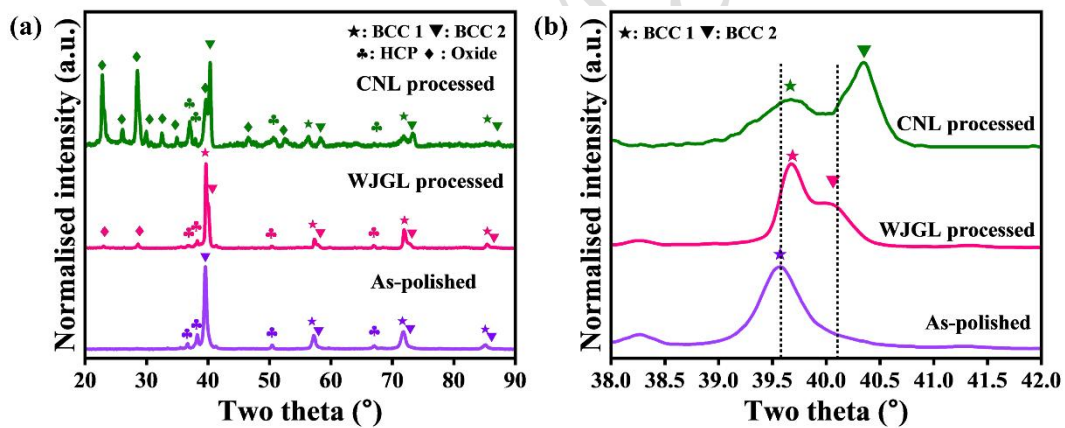 (a)
Normalised intensity (a.u.)
★: BCC 1 ▼: BCC 2
♣: HCP ♦ : Oxide
CNL processed
WJGL processed
As-polished
20 30 40 50 60 70 80 90
Two theta (°)
(b)
Normalised intensity (a.u.)
★: BCC 1 ▼: BCC 2
CNL processed
WJGL processed
As-polished
38.0 38.5 39.0 39.5 40.0 40.5 41.0 41.5 42.0
Two theta (°)